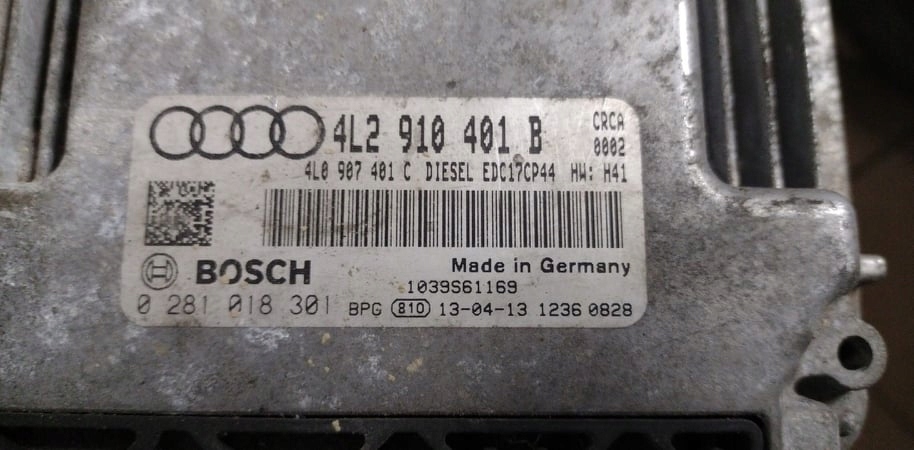 4L2 910 401 B
CRCA
0002
4L0 907 401 C DIESEL EDC17CP44 HW: H41
BOSCH
Made in Germany
1039S61169
0 281 018 301 BPG 810 13-04-13 1236 0828